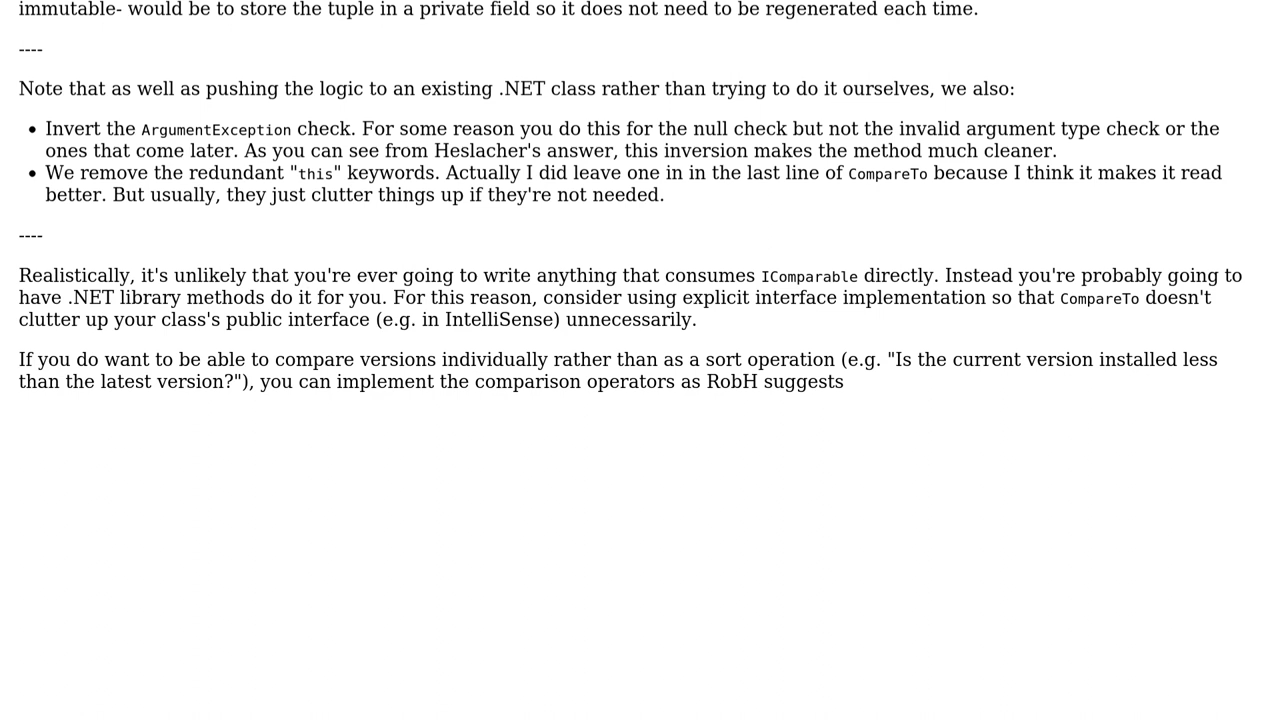 immutable- would be to store the tuple in a private field so it does not need to be regenerated each time.
----
Note that as well as pushing the logic to an existing .NET class rather than trying to do it ourselves, we also:
• Invert the ArgumentException check. For some reason you do this for the null check but not the invalid argument type check or the
ones that come later. As you can see from Heslacher's answer, this inversion makes the method much cleaner.
• We remove the redundant "this" keywords. Actually I did leave one in in the last line of CompareTo because I think it makes it read
better. But usually, they just clutter things up if they're not needed.
----
Realistically, it's unlikely that you're ever going to write anything that consumes IComparable directly. Instead you're probably going to
have .NET library methods do it for you. For this reason, consider using explicit interface implementation so that CompareTo doesn't
clutter up your class's public interface (e.g. in IntelliSense) unnecessarily.
If you do want to be able to compare versions individually rather than as a sort operation (e.g. "Is the current version installed less
than the latest version?"), you can implement the comparison operators as RobH suggests